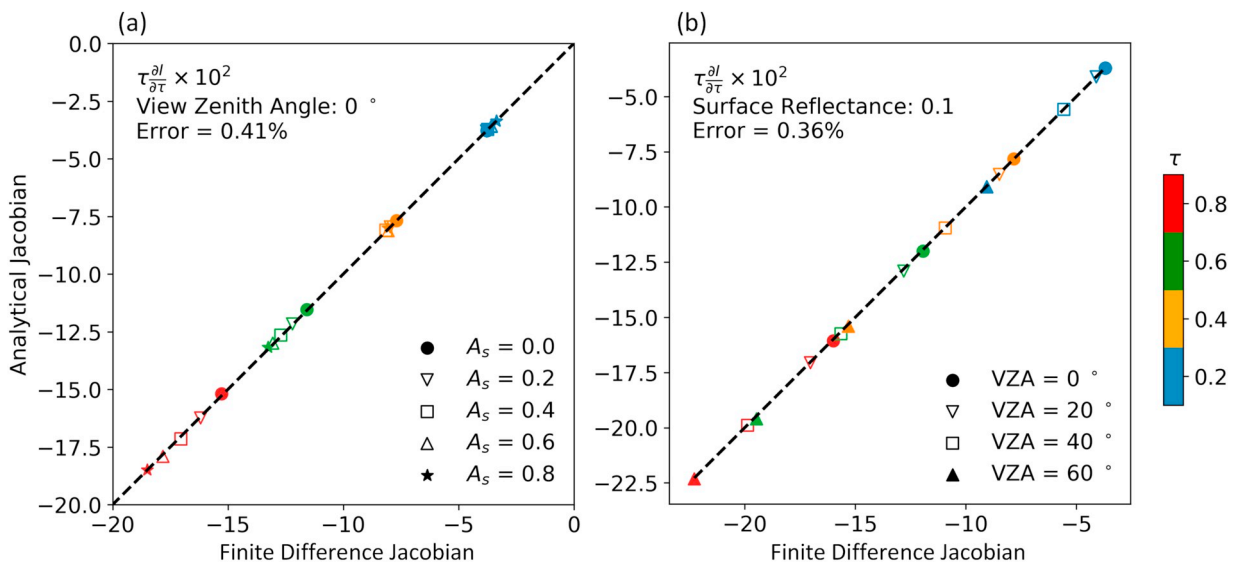 (a)
0.0
−2.5
−5.0
−7.5
−10.0
−12.5
−15.0
−17.5
−20.0
Analytical Jacobian
τ ∂I/∂τ × 10²
View Zenith Angle: 0 °
Error = 0.41%
A_s = 0.0
A_s = 0.2
A_s = 0.4
A_s = 0.6
A_s = 0.8
−20 −15 −10 −5 0
Finite Difference Jacobian
(b)
−5.0
−7.5
−10.0
−12.5
−15.0
−17.5
−20.0
−22.5
τ ∂I/∂τ × 10²
Surface Reflectance: 0.1
Error = 0.36%
VZA = 0 °
VZA = 20 °
VZA = 40 °
VZA = 60 °
−20 −15 −10 −5
Finite Difference Jacobian
τ
0.8
0.6
0.4
0.2